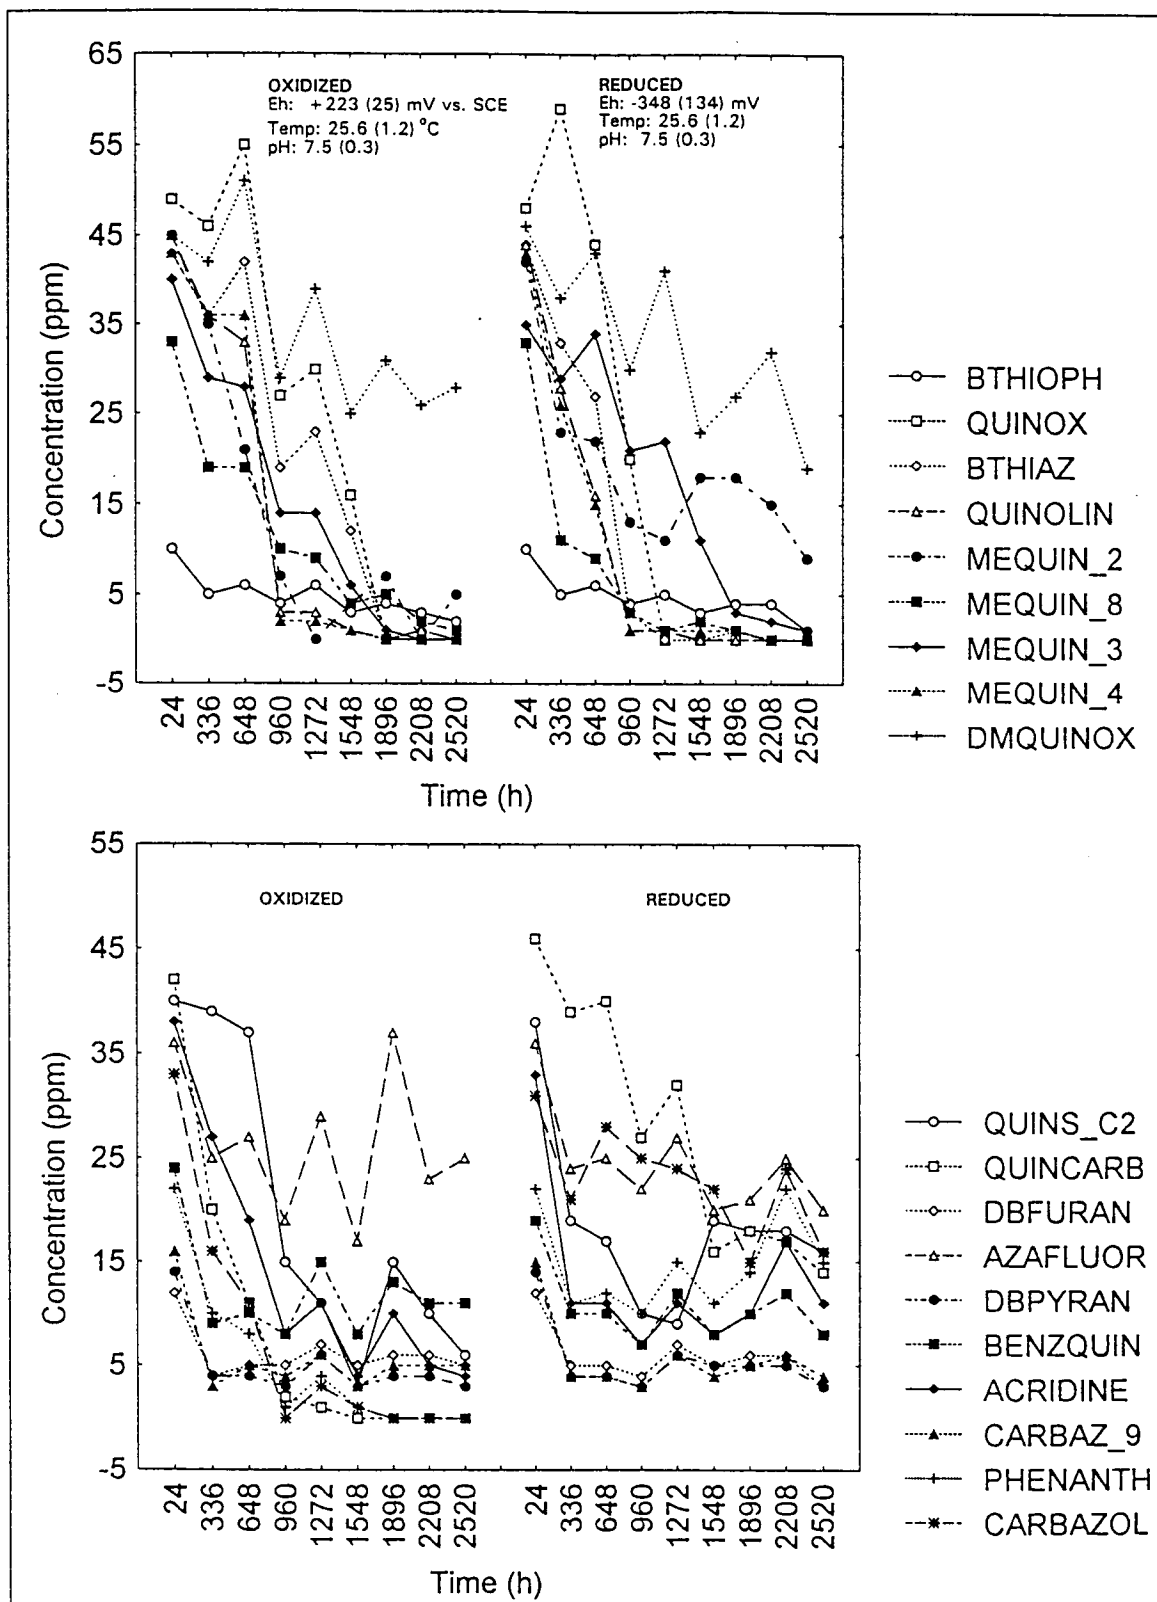 65
55
45
35
25
15
5
-5
Concentration (ppm)
OXIDIZED
Eh: +223 (25) mV vs. SCE
Temp: 25.6 (1.2) °C
pH: 7.5 (0.3)
REDUCED
Eh: -348 (134) mV
Temp: 25.6 (1.2)
pH: 7.5 (0.3)
24 336 648 960 1272 1548 1896 2208 2520
24 336 648 960 1272 1548 1896 2208 2520
Time (h)
BTHIOPH
QUINOX
BTHIAZ
QUINOLIN
MEQUIN_2
MEQUIN_8
MEQUIN_3
MEQUIN_4
DMQUINOX
55
45
35
25
15
5
-5
Concentration (ppm)
OXIDIZED
REDUCED
24 336 648 960 1272 1548 1896 2208 2520
24 336 648 960 1272 1548 1896 2208 2520
Time (h)
QUINS_C2
QUINCARB
DBFURAN
AZAFLUOR
DBPYRAN
BENZQUIN
ACRIDINE
CARBAZ_9
PHENANTH
CARBAZOL